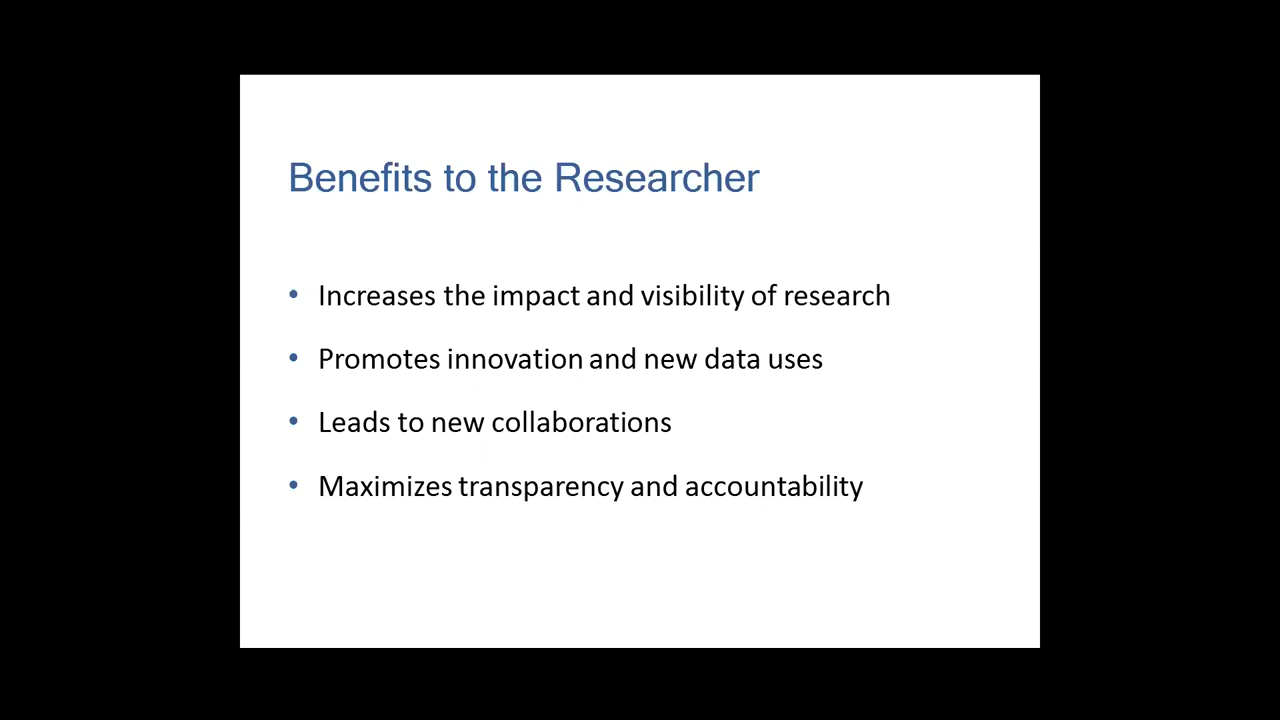 Benefits to the Researcher
• Increases the impact and visibility of research
• Promotes innovation and new data uses
• Leads to new collaborations
• Maximizes transparency and accountability